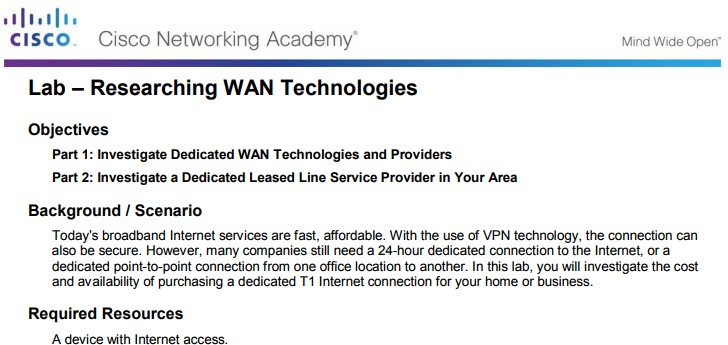 CISCO
Cisco Networking Academy®
Mind Wide Open™
Lab – Researching WAN Technologies
Objectives
Part 1: Investigate Dedicated WAN Technologies and Providers
Part 2: Investigate a Dedicated Leased Line Service Provider in Your Area
Background / Scenario
Today's broadband Internet services are fast, affordable. With the use of VPN technology, the connection can
also be secure. However, many companies still need a 24-hour dedicated connection to the Internet, or a
dedicated point-to-point connection from one office location to another. In this lab, you will investigate the cost
and availability of purchasing a dedicated T1 Internet connection for your home or business.
Required Resources
A device with Internet access.